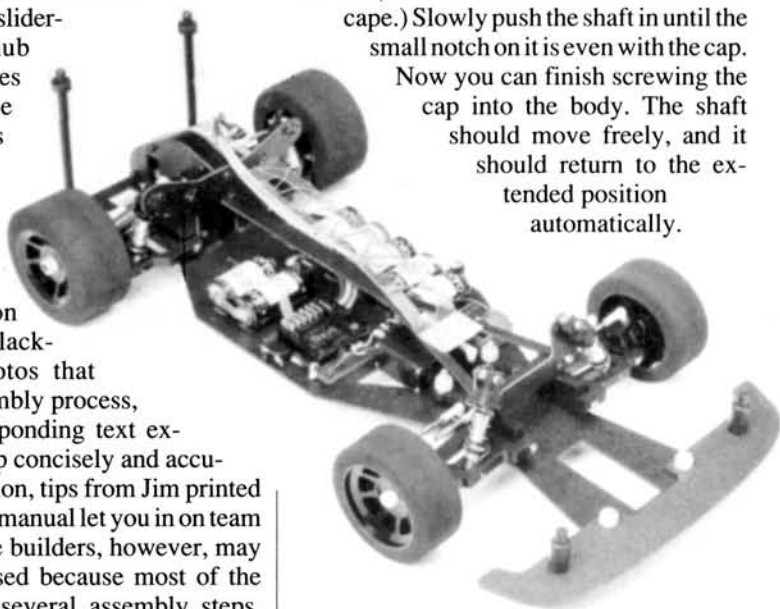 slider-
hub
es
e
s
on
lack-
otos that
mbly process,
sponding text ex-
p concisely and accu-
ion, tips from Jim printed
manual let you in on team
e builders, however, may
sed because most of the
several assembly steps
cape.) Slowly push the shaft in until the
small notch on it is even with the cap.
Now you can finish screwing the
cap into the body. The shaft
should move freely, and it
should return to the ex-
tended position
automatically.